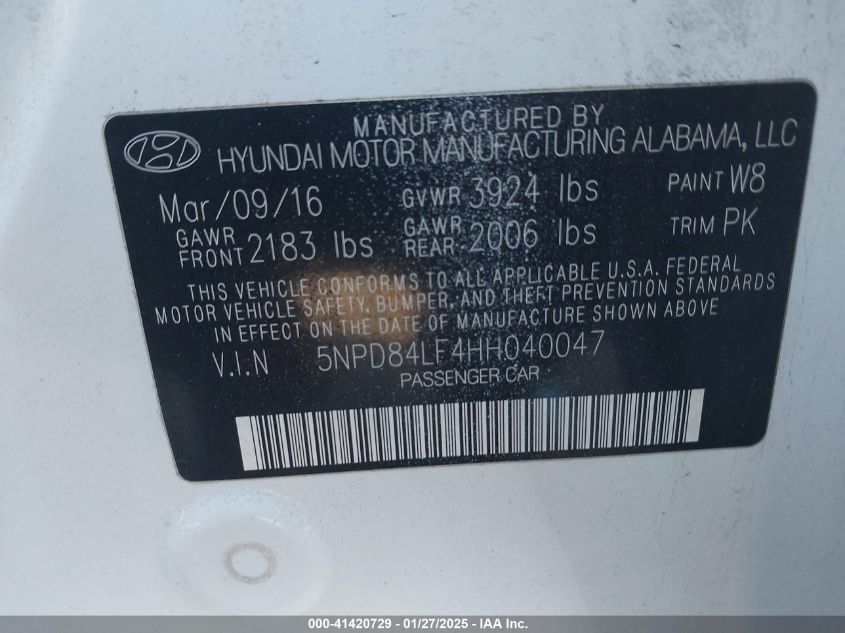 MANUFACTURED BY
HYUNDAI MOTOR MANUFACTURING ALABAMA, LLC
Mar/09/16 GVWR 3924 lbs PAINT W8
GAWR FRONT 2183 lbs GAWR REAR 2006 lbs TRIM PK
THIS VEHICLE CONFORMS TO ALL APPLICABLE U.S.A. FEDERAL
MOTOR VEHICLE SAFETY, BUMPER, AND THEFT PREVENTION STANDARDS
IN EFFECT ON THE DATE OF MANUFACTURE SHOWN ABOVE
V.I.N 5NPD84LF4HH040047
PASSENGER CAR
000-41420729 - 01/27/2025 - IAA Inc.